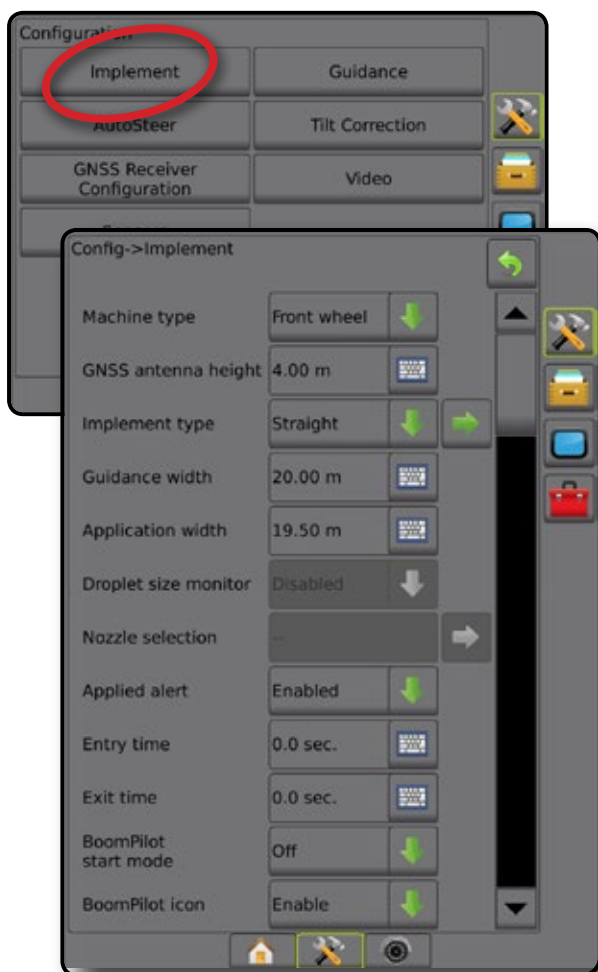 Configuration
Implement
Guidance
AutoSteer
Tilt Correction
GNSS Receiver
Configuration
Video
Config->Implement
Machine type
Front wheel
GNSS antenna height
4.00 m
Implement type
Straight
Guidance width
20.00 m
Application width
19.50 m
Droplet size monitor
Disabled
Nozzle selection
--
Applied alert
Enabled
Entry time
0.0 sec.
Exit time
0.0 sec.
BoomPilot
start mode
Off
BoomPilot icon
Enable